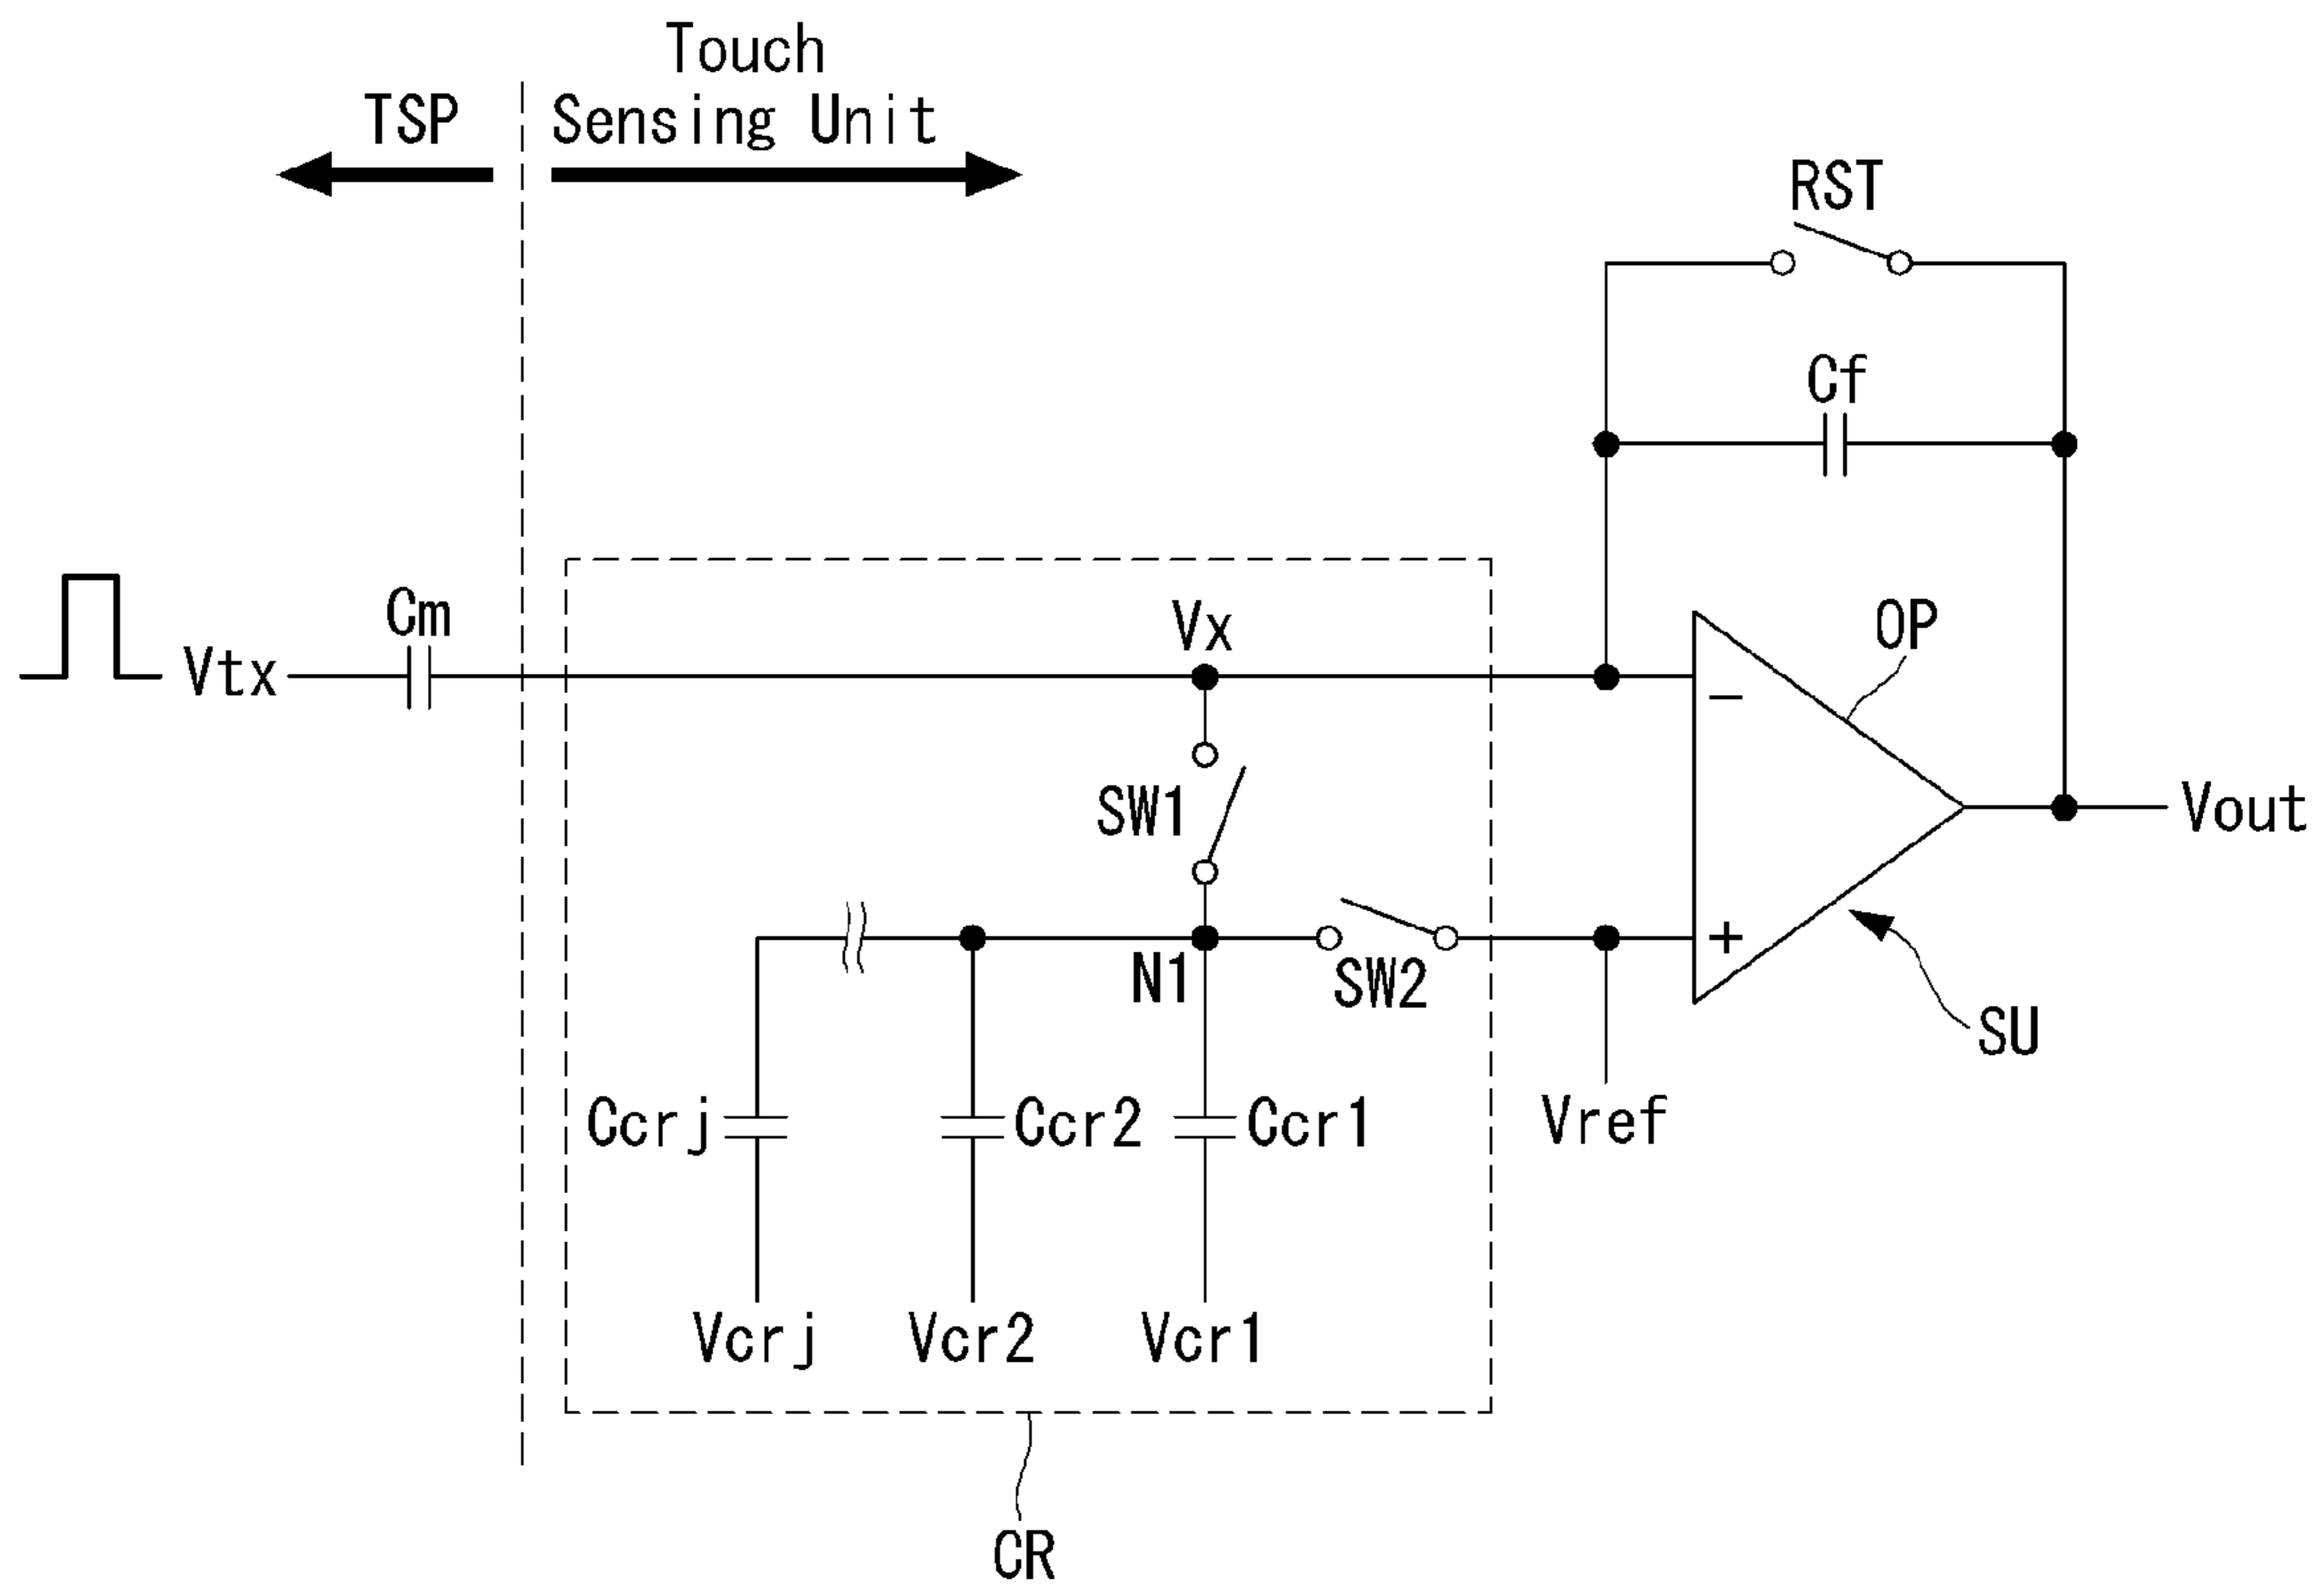 Touch
TSP Sensing Unit
RST
Cf
Cm
Vx
OP
Vtx
−
SW1
Vout
+
N1
SW2
SU
Ccrj
Ccr2
Ccr1
Vref
Vcrj
Vcr2
Vcr1
CR